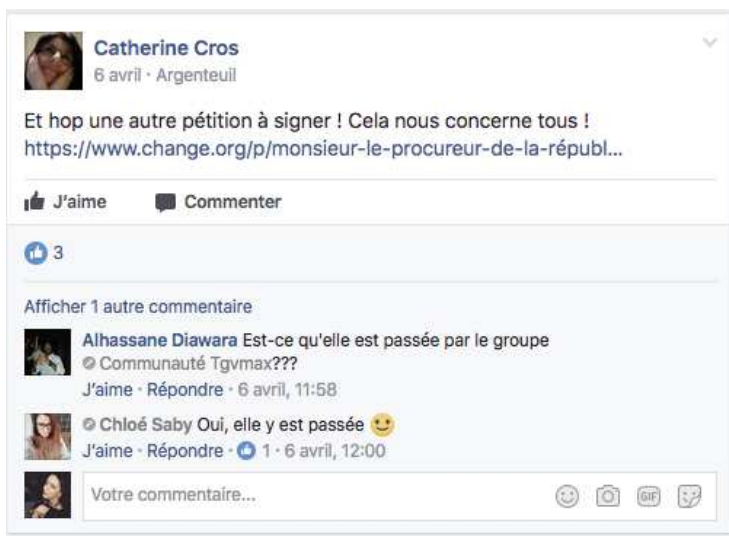 Catherine Cros
6 avril · Argenteuil
Et hop une autre pétition à signer ! Cela nous concerne tous !
https://www.change.org/p/monsieur-le-procureur-de-la-républ...
J'aime Commenter
3
Afficher 1 autre commentaire
Alhassane Diawara Est-ce qu'elle est passée par le groupe
Communauté Tgvmax???
J'aime · Répondre · 6 avril, 11:58
Chloé Saby Oui, elle y est passée
J'aime · Répondre · 1 · 6 avril, 12:00
Votre commentaire...
GIF